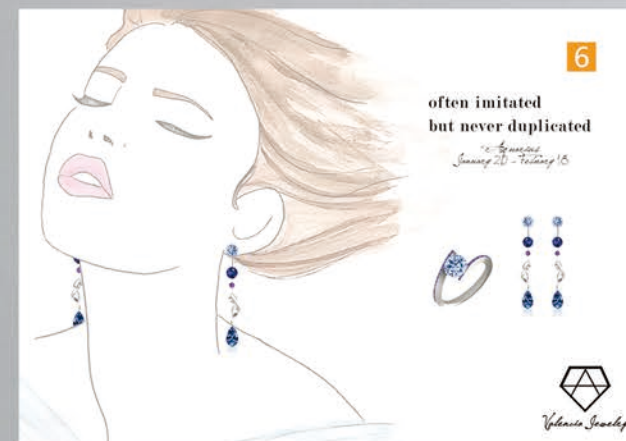 6
often imitated
but never duplicated
Aquarius
January 20 - February 18
Valencia Jewelry